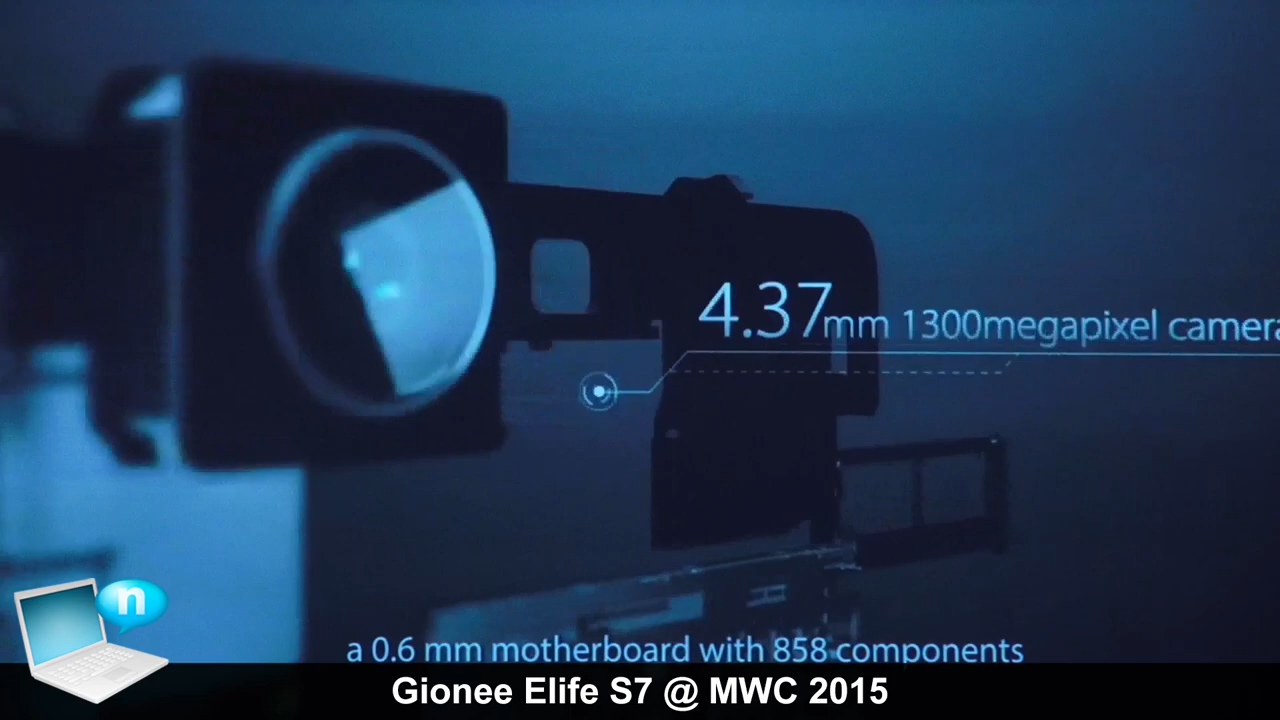 4.37mm 1300megapixel camera
a 0.6 mm motherboard with 858 components
n
Gionee Elife S7 @ MWC 2015